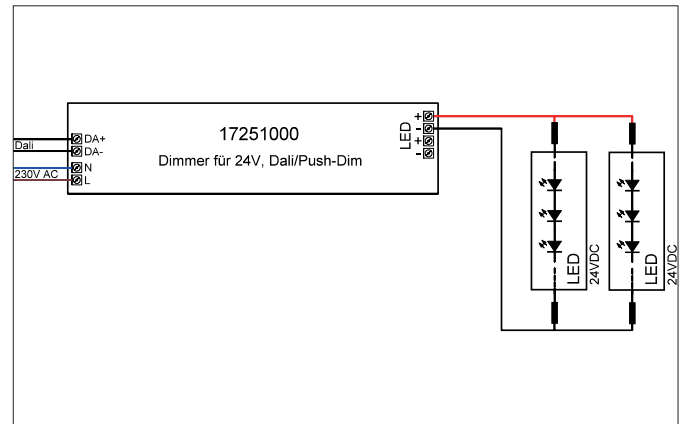 17251000
Dimmer für 24V, Dali/Push-Dim
Dali
230V AC
DA+
DA-
N
L
LED
+
-
+
-
LED
24VDC
LED
24VDC